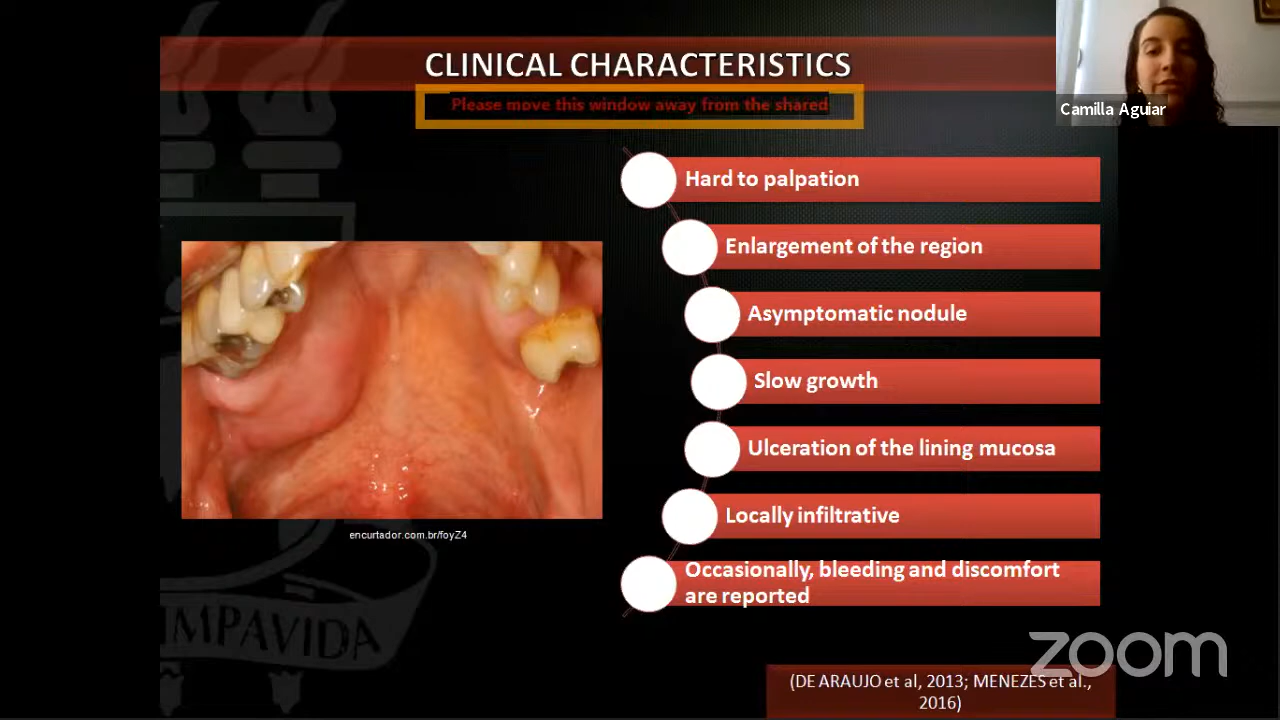 CLINICAL CHARACTERISTICS
Please move this window away from the shared
Camilla Aguiar
Hard to palpation
Enlargement of the region
Asymptomatic nodule
Slow growth
Ulceration of the lining mucosa
Locally infiltrative
Occasionally, bleeding and discomfort
are reported
encurtador.com.br/foyZ4
MPAVIDA
zoom
(DE ARAUJO et al, 2013; MENEZES et al.,
2016)